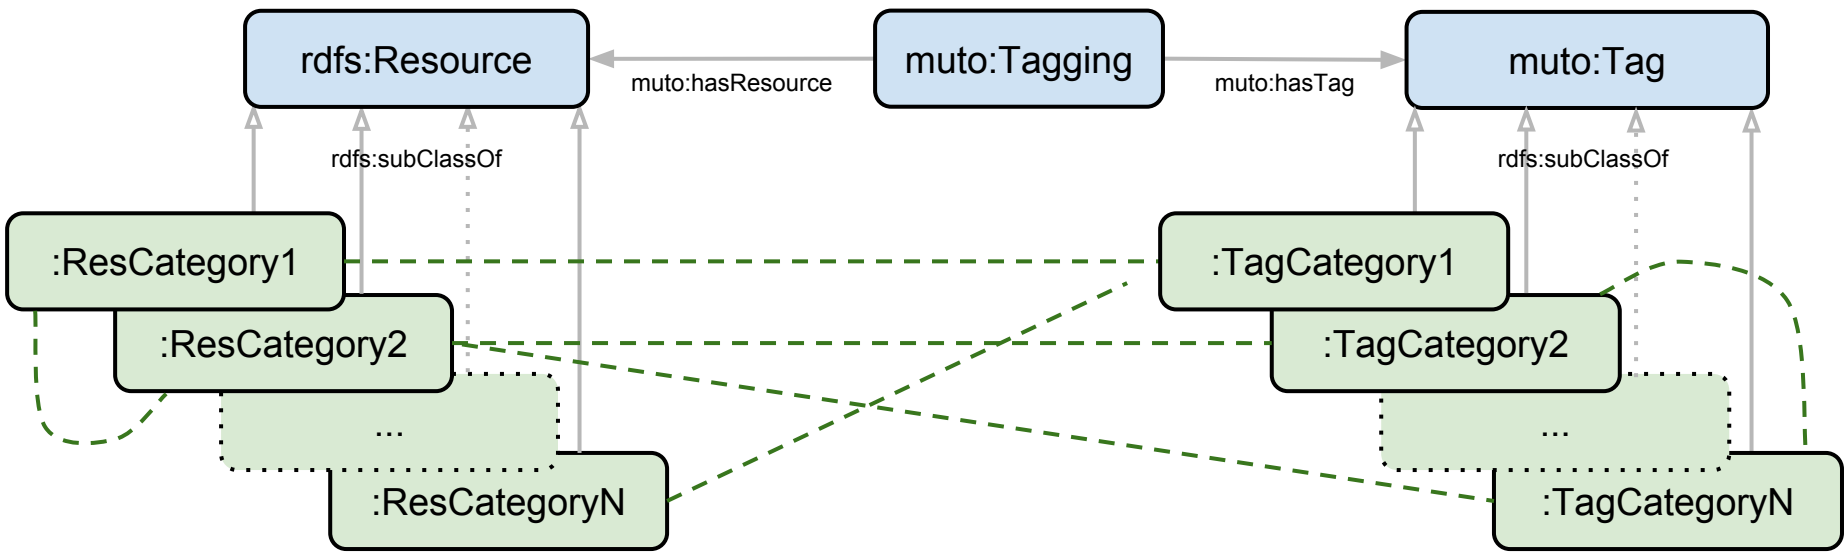 rdfs:Resource
muto:Tagging
muto:Tag
muto:hasResource
muto:hasTag
rdfs:subClassOf
rdfs:subClassOf
:ResCategory1
:TagCategory1
:ResCategory2
:TagCategory2
...
...
:ResCategoryN
:TagCategoryN